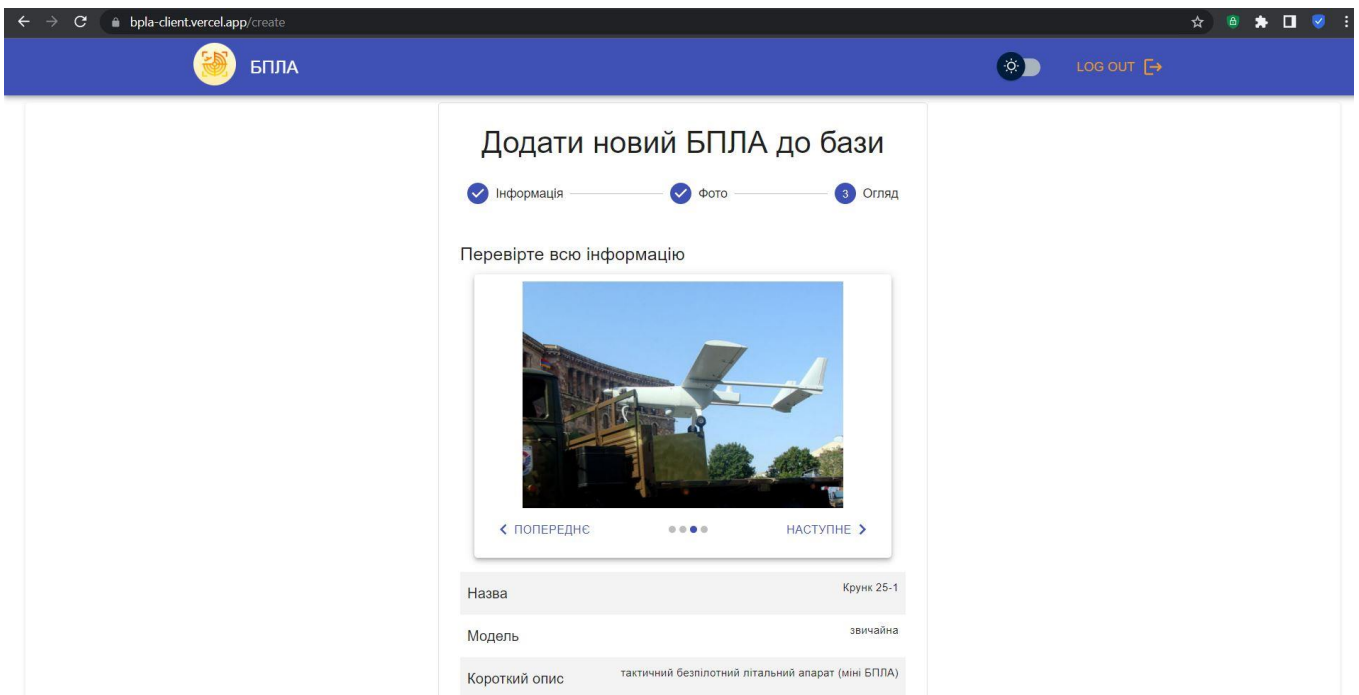 bpla-client.vercel.app/create
БПЛА
LOG OUT
Додати новий БПЛА до бази
Інформація
Фото
3 Огляд
Перевірте всю інформацію
ПОПЕРЕДНЄ
НАСТУПНЕ
Назва Крунк 25-1
Модель звичайна
Короткий опис тактичний безпілотний літальний апарат (міні БПЛА)